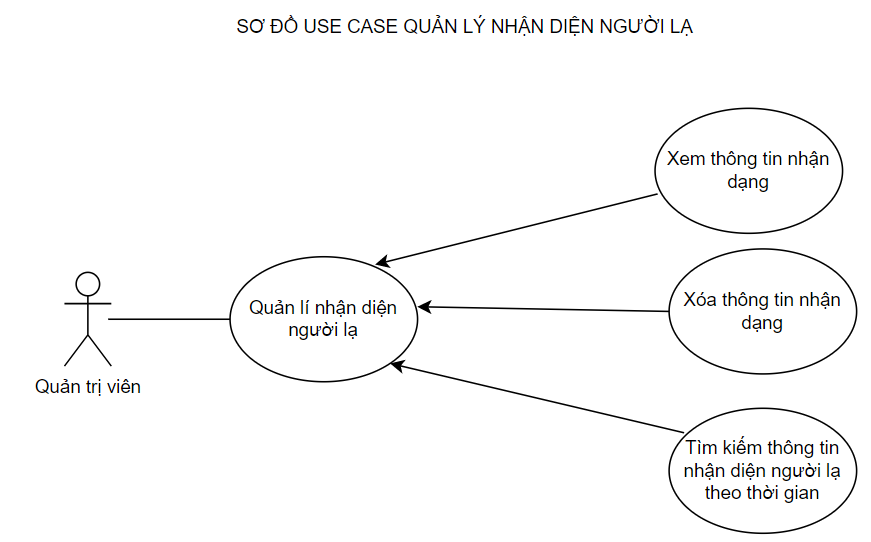 SƠ ĐỒ USE CASE QUẢN LÝ NHẬN DIỆN NGƯỜI LẠ
Xem thông tin nhận
dạng
Quản lí nhận diện
người lạ
Xóa thông tin nhận
dạng
Quản trị viên
Tìm kiếm thông tin
nhận diện người lạ
theo thời gian